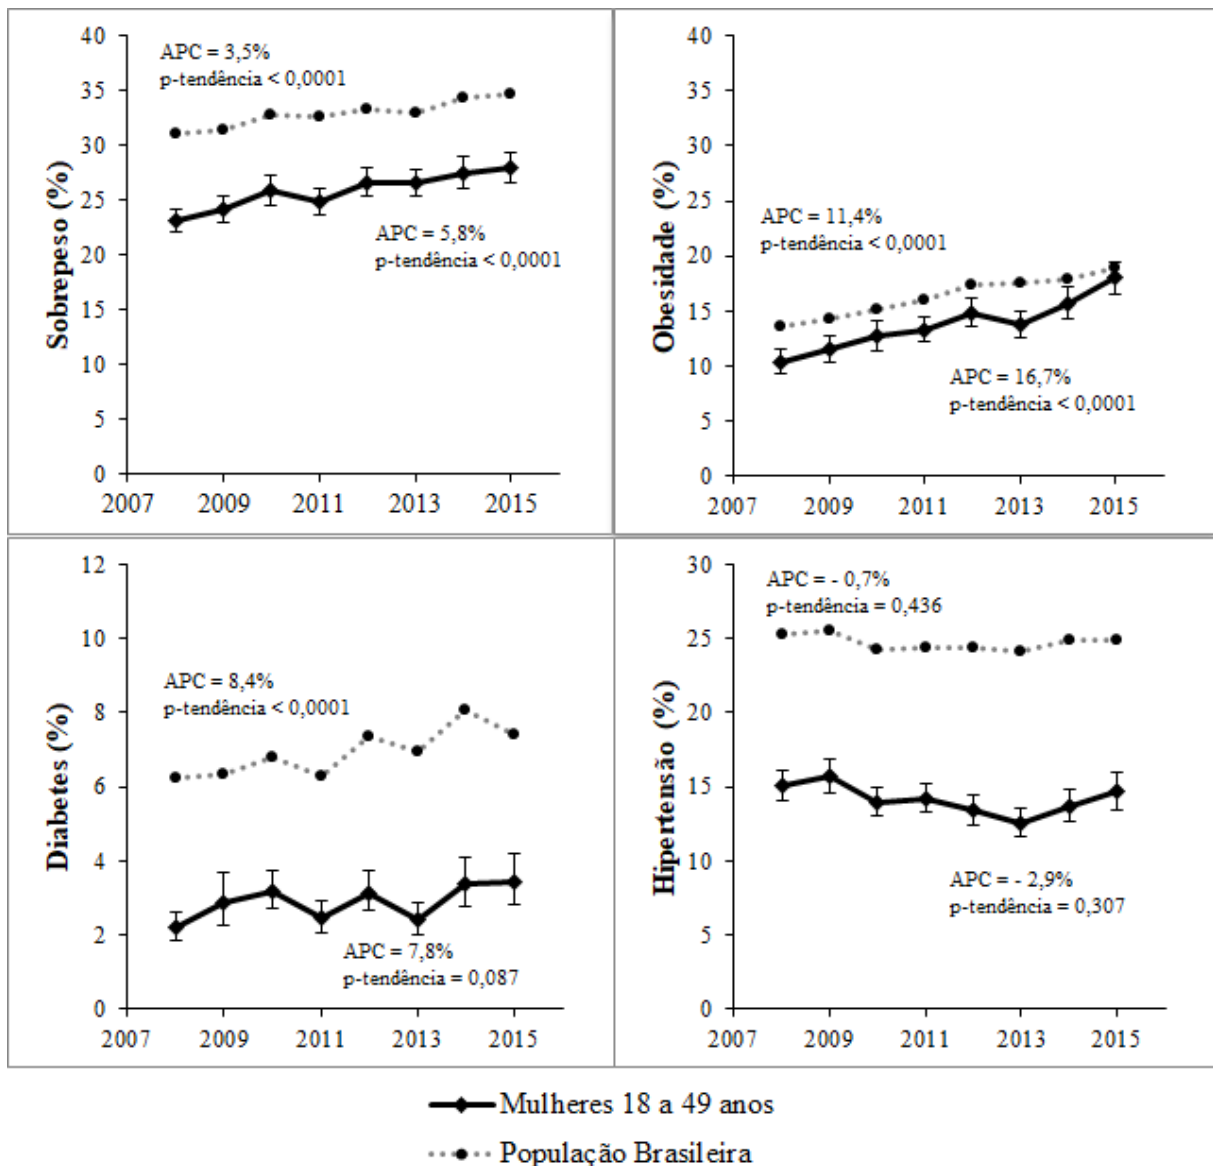 40
35
30
25
20
15
10
5
0
Sobrepeso (%)
APC = 3,5%
p-tendência < 0,0001
APC = 5,8%
p-tendência < 0,0001
2007 2009 2011 2013 2015
40
35
30
25
20
15
10
5
0
Obesidade (%)
APC = 11,4%
p-tendência < 0,0001
APC = 16,7%
p-tendência < 0,0001
2007 2009 2011 2013 2015
12
10
8
6
4
2
0
Diabetes (%)
APC = 8,4%
p-tendência < 0,0001
APC = 7,8%
p-tendência = 0,087
2007 2009 2011 2013 2015
30
25
20
15
10
5
0
Hipertensão (%)
APC = - 0,7%
p-tendência = 0,436
APC = - 2,9%
p-tendência = 0,307
2007 2009 2011 2013 2015
Mulheres 18 a 49 anos
População Brasileira